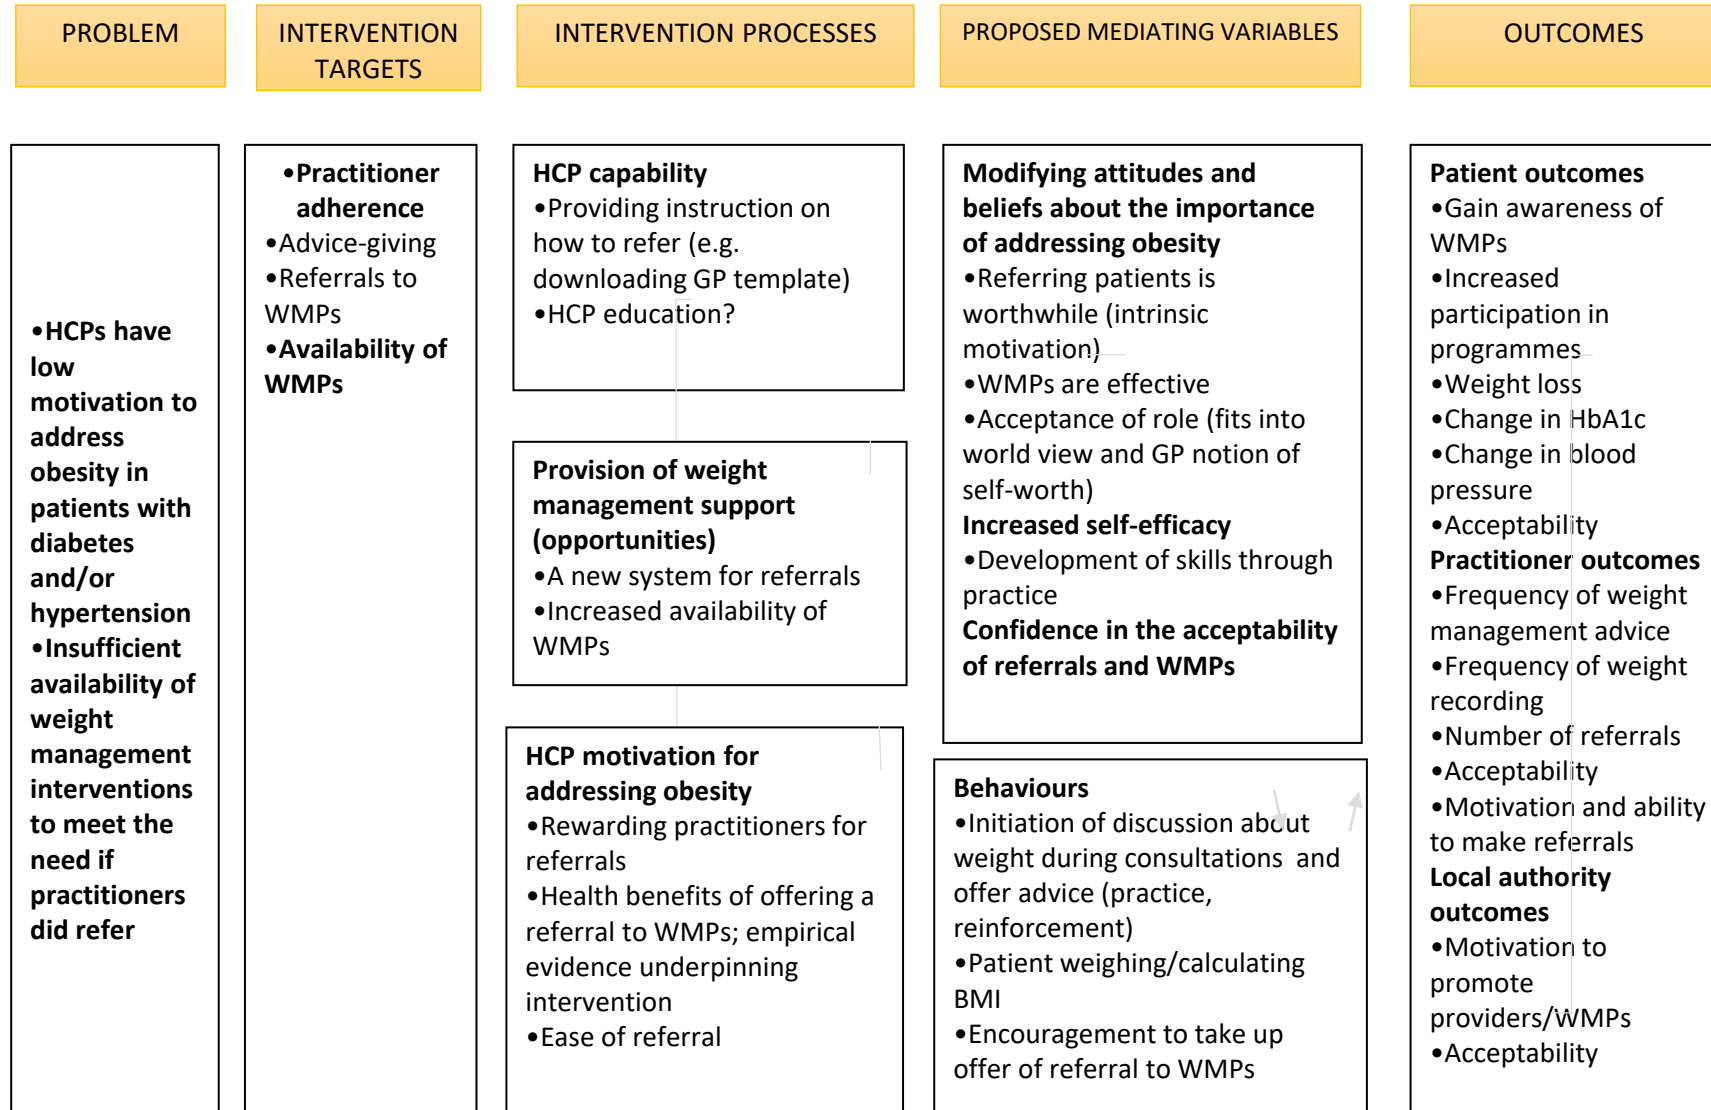 PROBLEM
INTERVENTION
TARGETS
INTERVENTION PROCESSES
PROPOSED MEDIATING VARIABLES
OUTCOMES
•HCPs have
low
motivation to
address
obesity in
patients with
diabetes
and/or
hypertension
•Insufficient
availability of
weight
management
interventions
to meet the
need if
practitioners
did refer
•Practitioner
adherence
•Advice-giving
•Referrals to
WMPs
•Availability of
WMPs
HCP capability
•Providing instruction on
how to refer (e.g.
downloading GP template)
•HCP education?
Provision of weight
management support
(opportunities)
•A new system for referrals
•Increased availability of
WMPs
HCP motivation for
addressing obesity
•Rewarding practitioners for
referrals
•Health benefits of offering a
referral to WMPs; empirical
evidence underpinning
intervention
•Ease of referral
Modifying attitudes and
beliefs about the importance
of addressing obesity
•Referring patients is
worthwhile (intrinsic
motivation)
•WMPs are effective
•Acceptance of role (fits into
world view and GP notion of
self-worth)
Increased self-efficacy
•Development of skills through
practice
Confidence in the acceptability
of referrals and WMPs
Behaviours
•Initiation of discussion about
weight during consultations and
offer advice (practice,
reinforcement)
•Patient weighing/calculating
BMI
•Encouragement to take up
offer of referral to WMPs
Patient outcomes
•Gain awareness of
WMPs
•Increased
participation in
programmes
•Weight loss
•Change in HbA1c
•Change in blood
pressure
•Acceptability
Practitioner outcomes
•Frequency of weight
management advice
•Frequency of weight
recording
•Number of referrals
•Acceptability
•Motivation and ability
to make referrals
Local authority
outcomes
•Motivation to
promote
providers/WMPs
•Acceptability